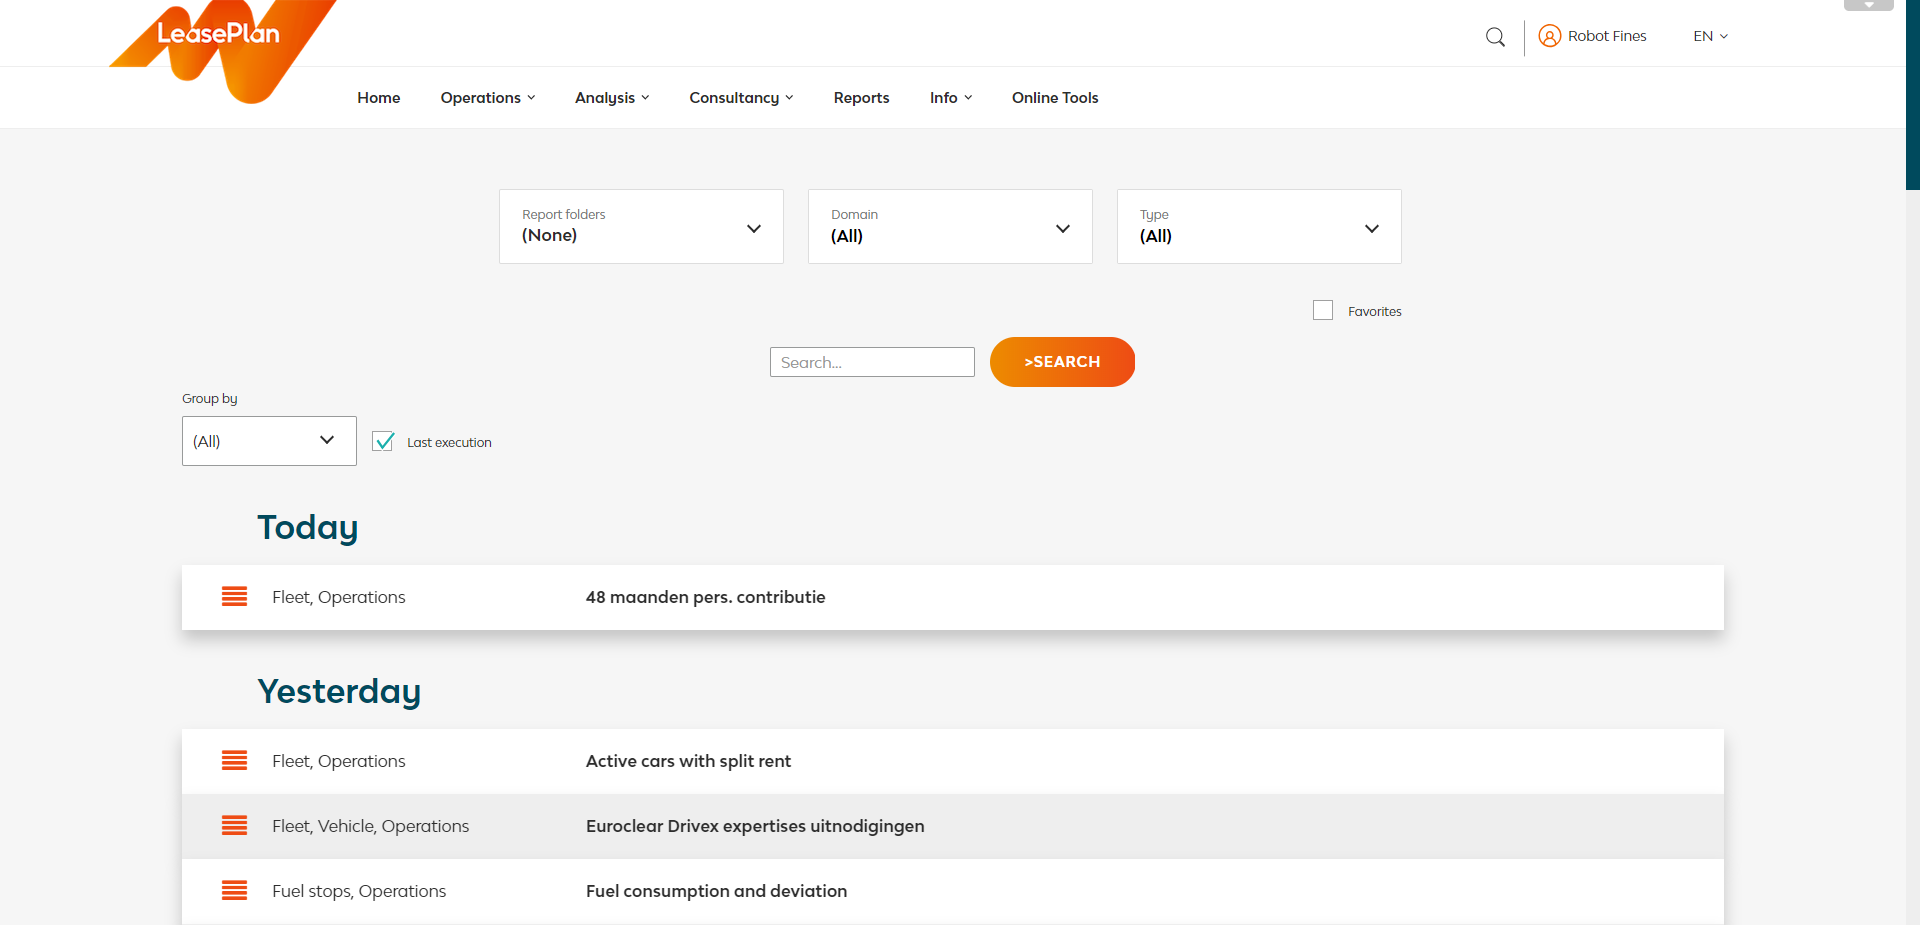 LeasePlan
Robot Fines
EN
Home
Operations
Analysis
Consultancy
Reports
Info
Online Tools
Report folders
(None)
Domain
(All)
Type
(All)
Favorites
Search...
>SEARCH
Group by
(All)
Last execution
Today
Fleet, Operations
48 maanden pers. contributie
Yesterday
Fleet, Operations
Active cars with split rent
Fleet, Vehicle, Operations
Euroclear Drivex expertises uitnodigingen
Fuel stops, Operations
Fuel consumption and deviation